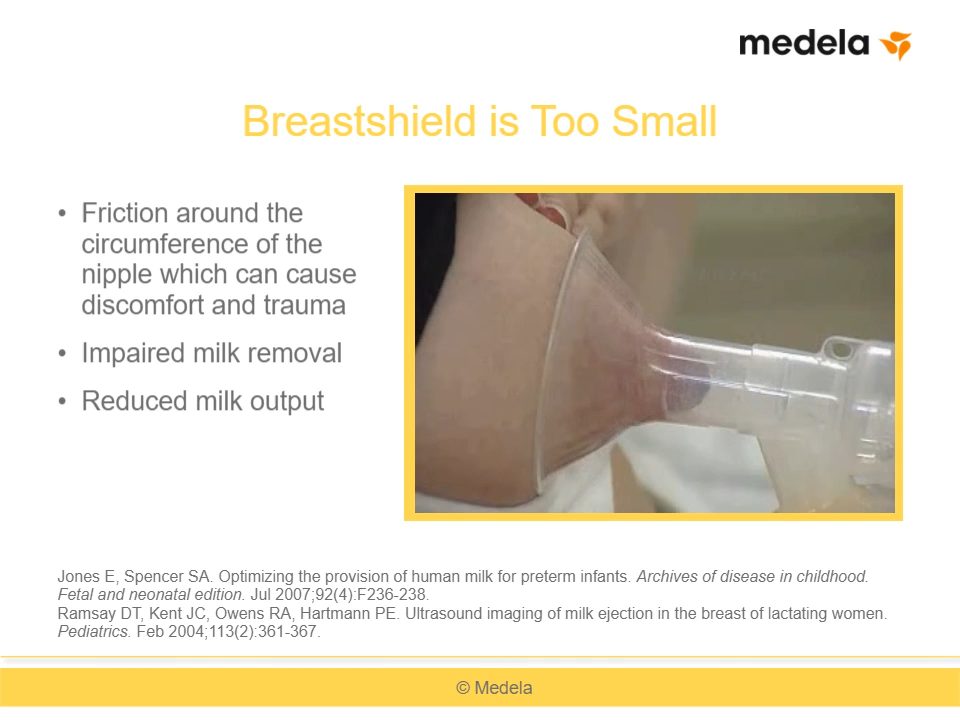 medela
Breastshield is Too Small
• Friction around the
circumference of the
nipple which can cause
discomfort and trauma
• Impaired milk removal
• Reduced milk output
Jones E, Spencer SA. Optimizing the provision of human milk for preterm infants. Archives of disease in childhood.
Fetal and neonatal edition. Jul 2007;92(4):F236-238.
Ramsay DT, Kent JC, Owens RA, Hartmann PE. Ultrasound imaging of milk ejection in the breast of lactating women.
Pediatrics. Feb 2004;113(2):361-367.
© Medela